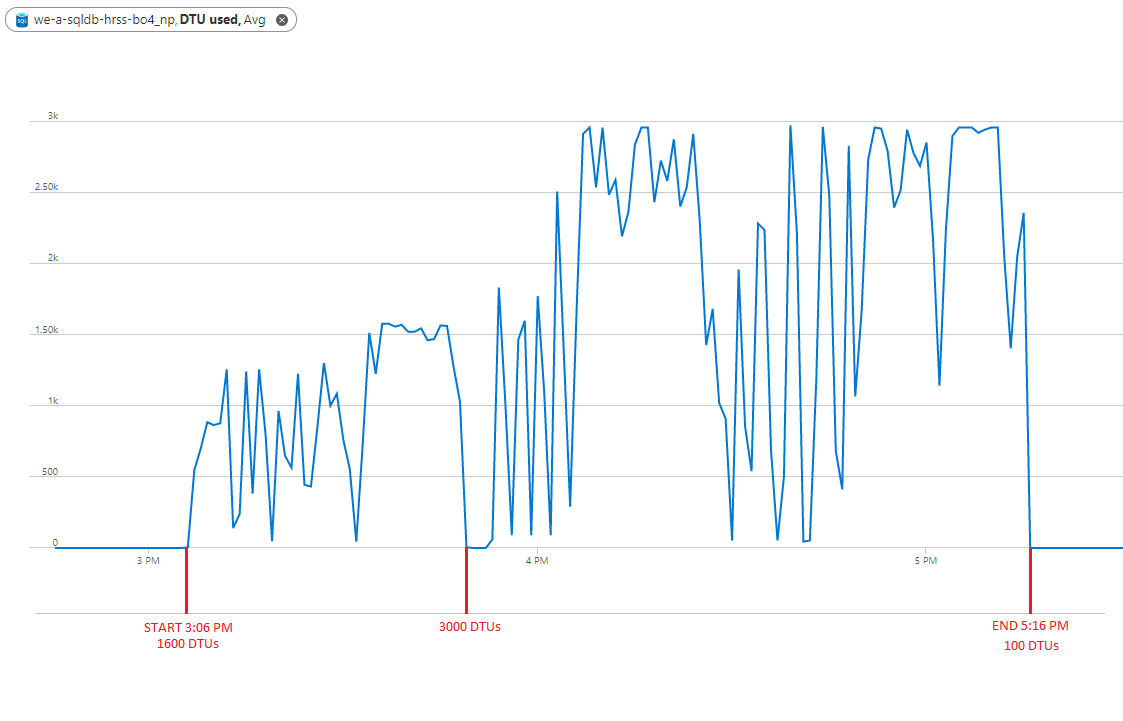 SQL we-a-sqldb-hrss-bo4_np, DTU used, Avg
3k
2.50k
2k
1.50k
1k
500
0
3 PM 4 PM 5 PM
START 3:06 PM
1600 DTUs
3000 DTUs
END 5:16 PM
100 DTUs